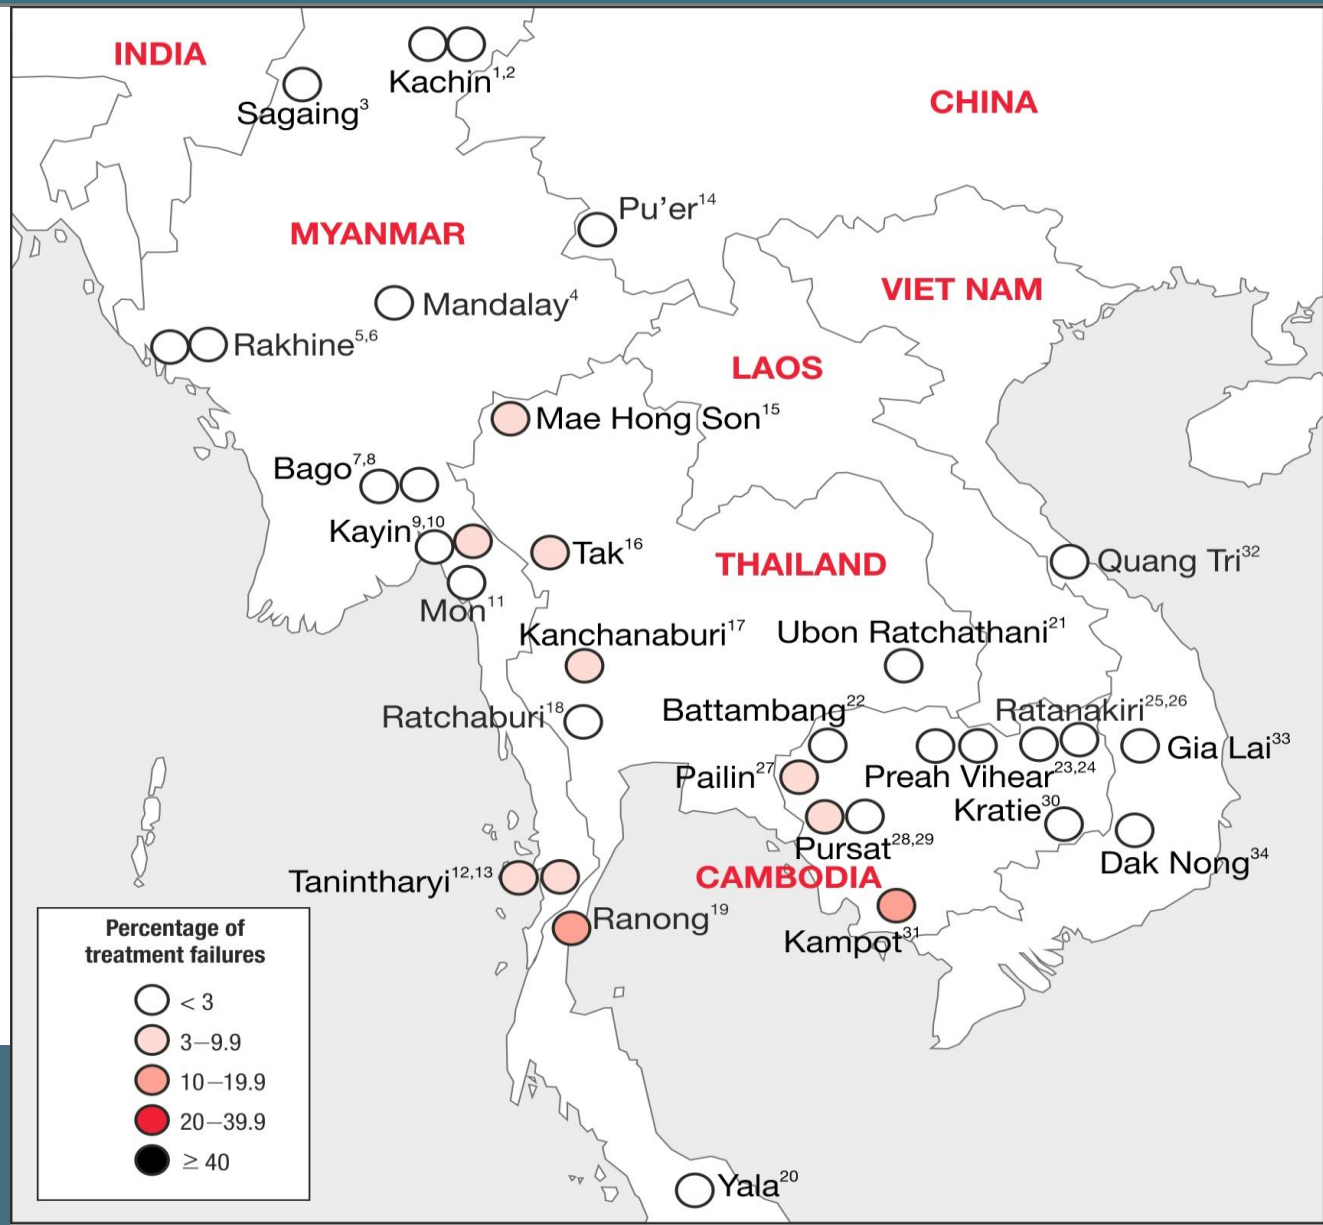 INDIA
Kachin1,2
Sagaing3
CHINA
Pu’er14
MYANMAR
VIET NAM
Mandalay4
Rakhine5,6
LAOS
Mae Hong Son15
Bago7,8
Kayin9,10
Tak16
THAILAND
Quang Tri32
Mon11
Kanchanaburi17
Ubon Ratchathani21
Ratchaburi18
Battambang22
Ratanakiri25,26
Gia Lai33
Pailin27
Preah Vihear23,24
Kratie30
Pursat28,29
Dak Nong34
Tanintharyi12,13
CAMBODIA
Ranong19
Kampot31
Percentage of
treatment failures
< 3
3–9.9
10–19.9
20–39.9
≥ 40
Yala20